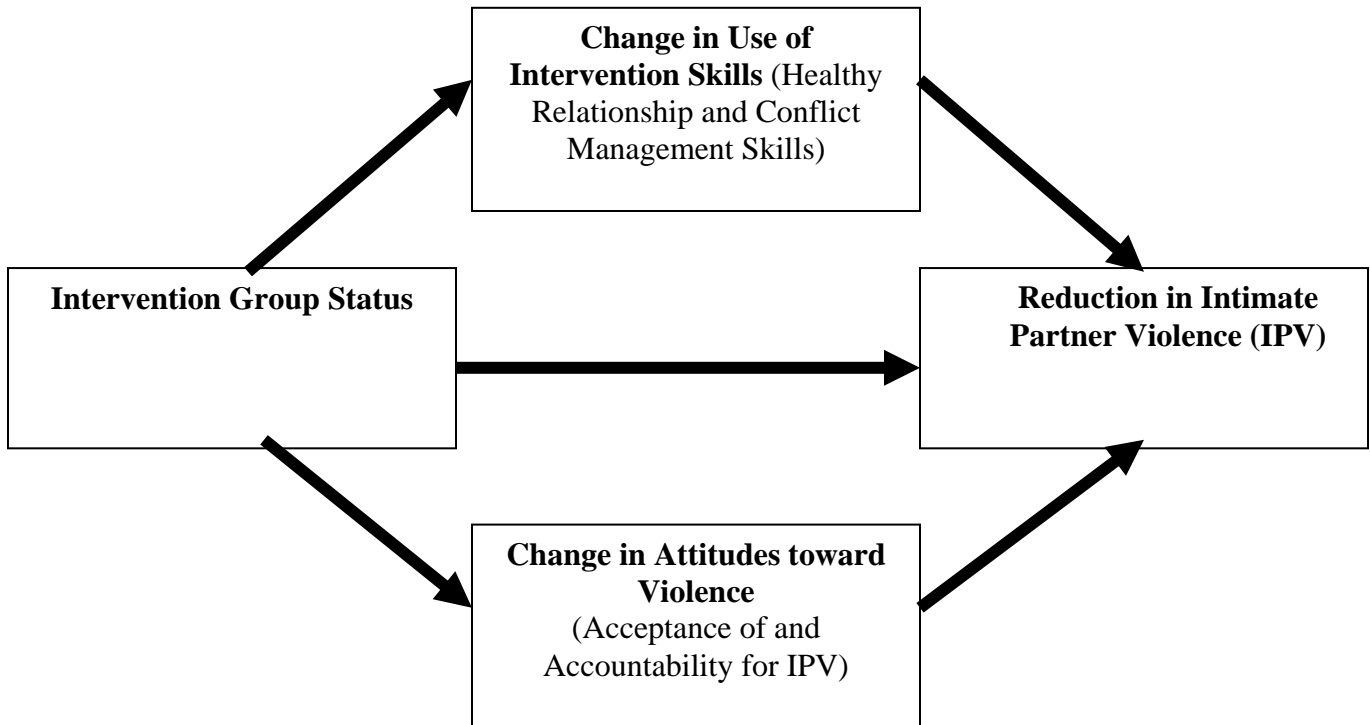 Change in Use of
Intervention Skills (Healthy
Relationship and Conflict
Management Skills)
Intervention Group Status
Reduction in Intimate
Partner Violence (IPV)
Change in Attitudes toward
Violence
(Acceptance of and
Accountability for IPV)